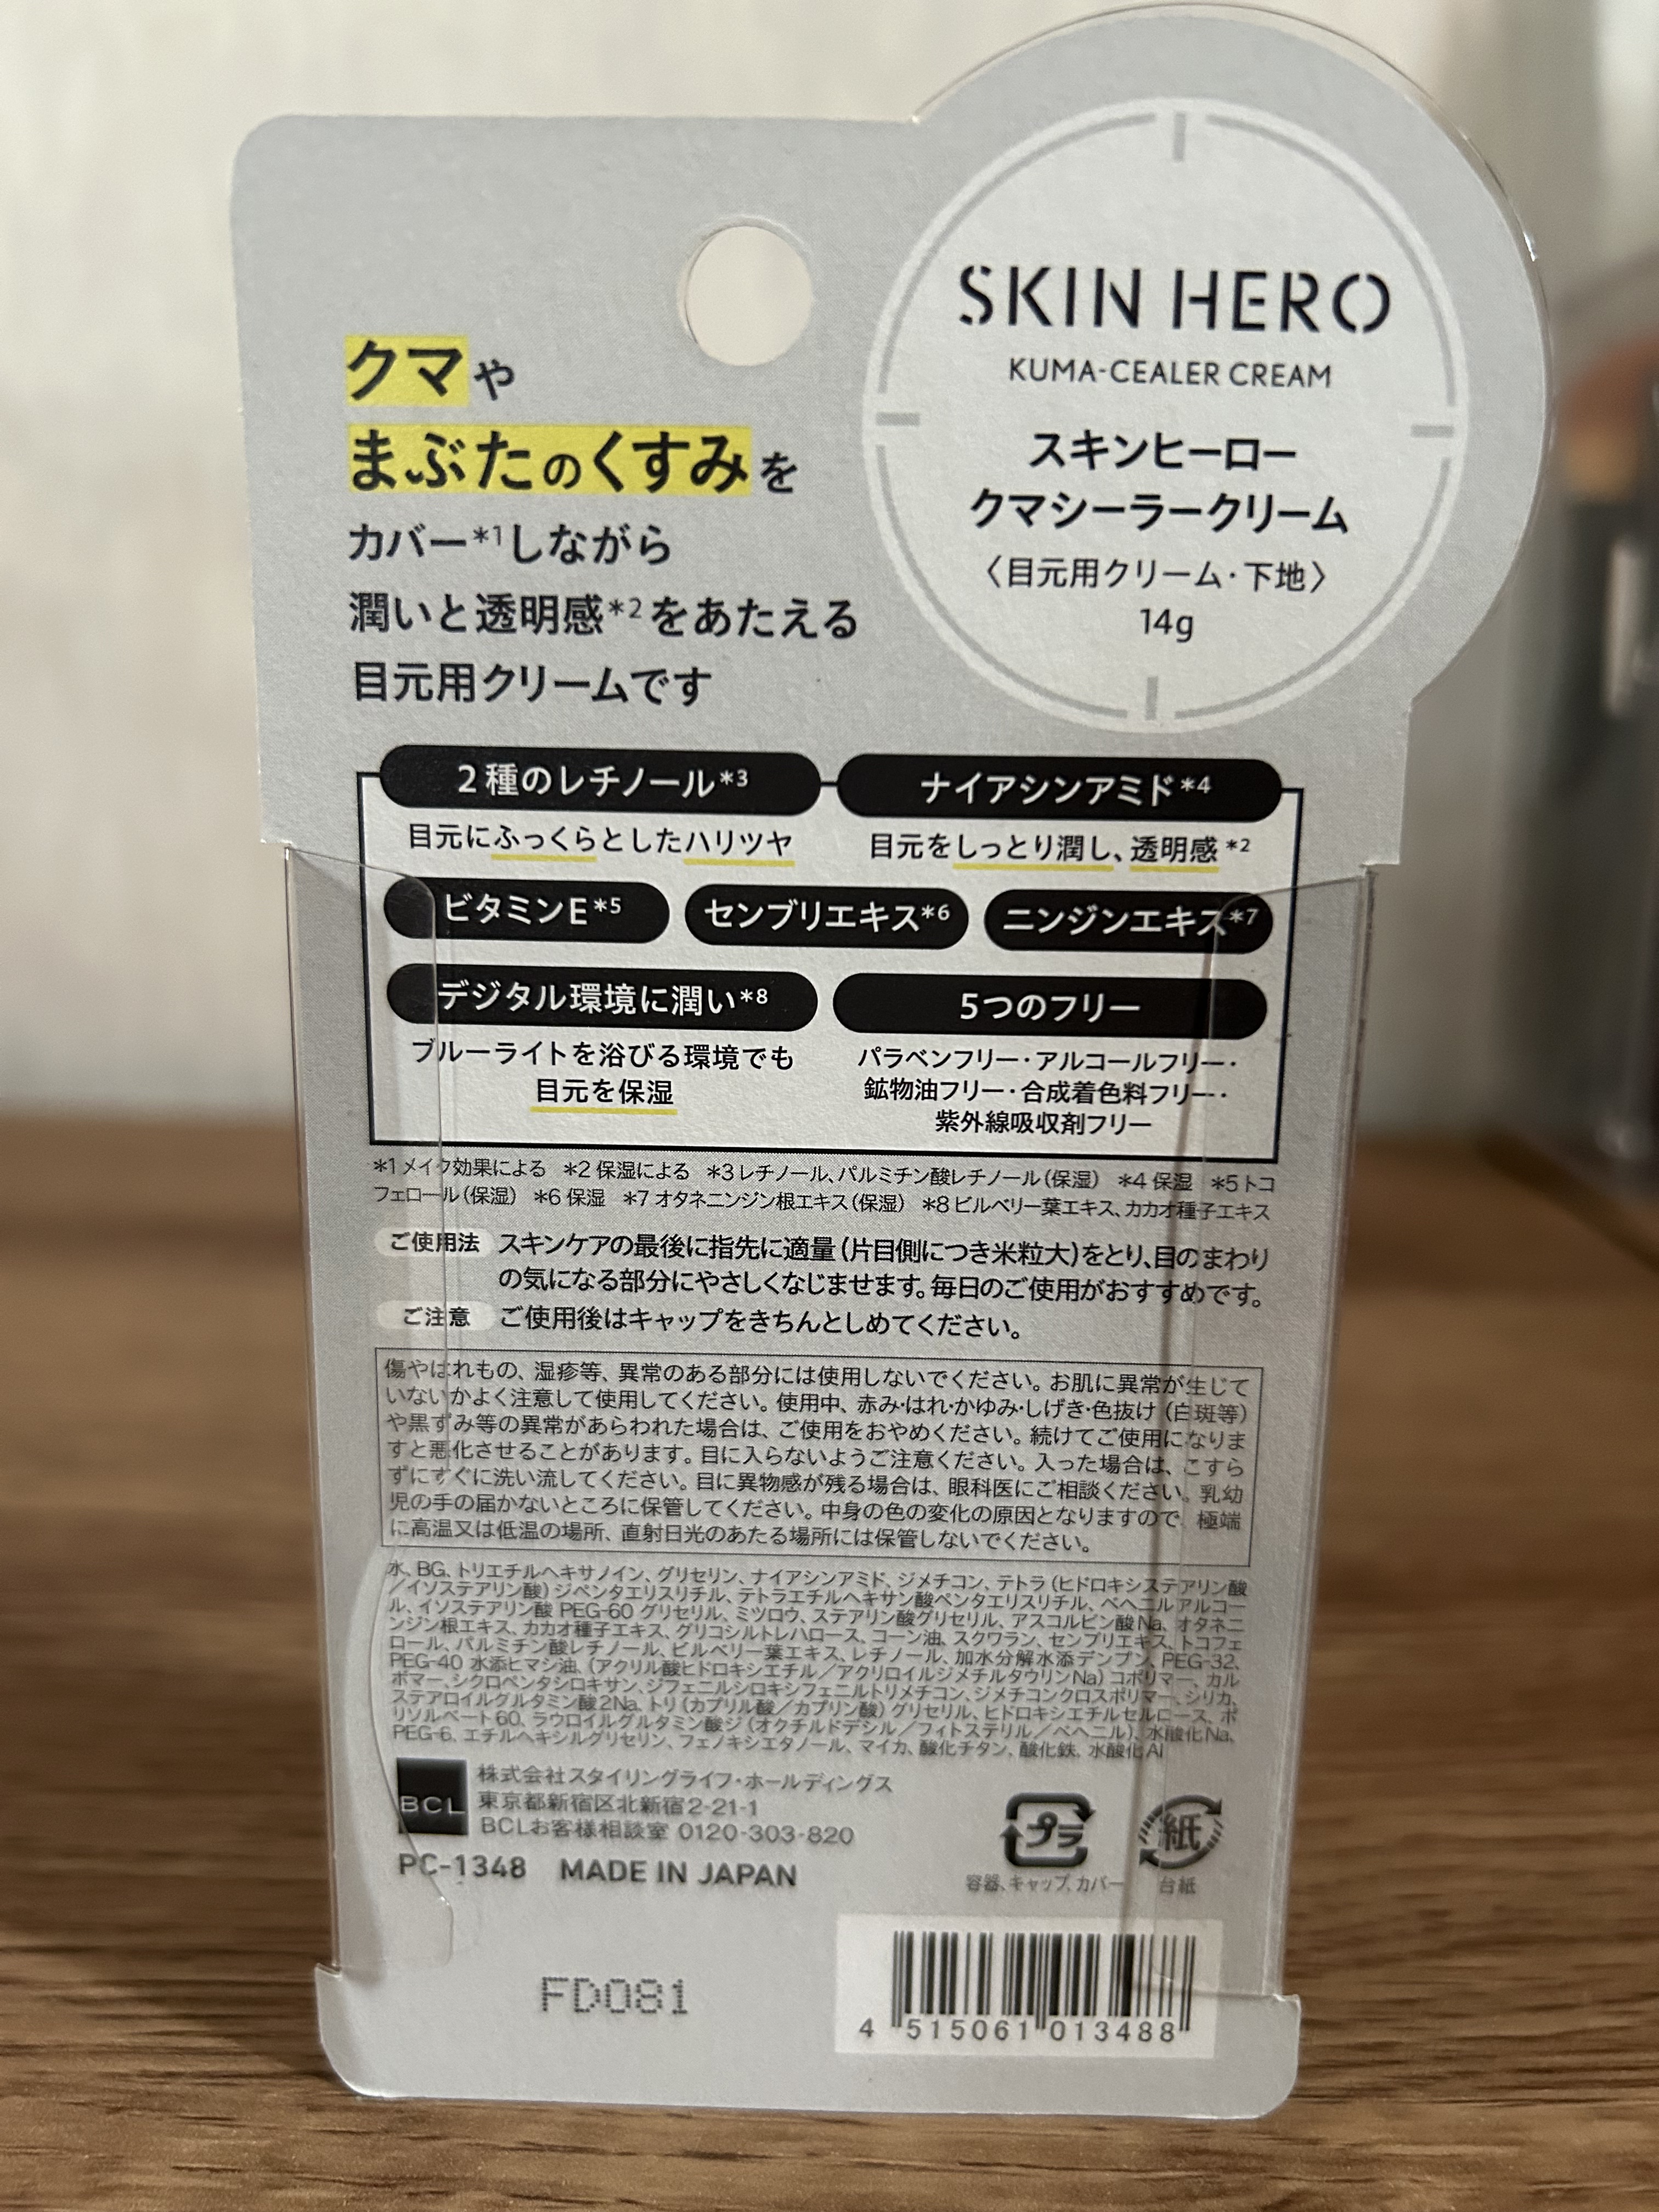 SKIN HERO
KUMA-CEALER CREAM
スキンヒーロー
クマシーラークリーム
〈目元用クリーム・下地〉
14g
クマや
まぶたのくすみを
カバー*1しながら
潤いと透明感*2をあたえる
目元用クリームです
2種のレチノール*3
ナイアシンアミド*4
目元にふっくらとしたハリツヤ
目元をしっとり潤し、透明感*2
ビタミンE*5
センブリエキス*6
ニンジンエキス*7
デジタル環境に潤い*8
5つのフリー
ブルーライトを浴びる環境でも
目元を保湿
パラベンフリー・アルコールフリー・
鉱物油フリー・合成着色料フリー・
紫外線吸収剤フリー
*1メイク効果による *2保湿による *3レチノール、パルミチン酸レチノール(保湿) *4保湿 *5トコ
フェロール(保湿) *6保湿 *7オタネニンジン根エキス(保湿) *8ビルベリー葉エキス、カカオ種子エキス
ご使用法 スキンケアの最後に指先に適量(片目側につき米粒大)をとり、目のまわり
の気になる部分にやさしくなじませます。毎日のご使用がおすすめです。
ご注意 ご使用後はキャップをきちんとしめてください。
傷やはれもの、湿疹等、異常のある部分には使用しないでください。お肌に異常が生じて
いないかよく注意して使用してください。使用中、赤み・はれ・かゆみ・しげき・色抜け(白斑等)
や黒ずみ等の異常があらわれた場合は、ご使用をおやめください。続けてご使用になりま
すと悪化させることがあります。目に入らないようご注意ください。入った場合は、こすら
ずにすぐに洗い流してください。目に異物感が残る場合は、眼科医にご相談ください。乳幼
児の手の届かないところに保管してください。中身の色の変化の原因となりますので、極端
に高温又は低温の場所、直射日光のあたる場所には保管しないでください。
水、BG、トリエチルヘキサノイン、グリセリン、ナイアシンアミド、ジメチコン、テトラ(ヒドロキシステアリン酸
/イソステアリン酸)ジペンタエリスリチル、テトラエチルヘキサン酸ペンタエリスリチル、ベヘニルアルコー
ル、イソステアリン酸PEG-60グリセリル、ミツロウ、ステアリン酸グリセリル、アスコルビン酸Na、オタネニ
ンジン根エキス、カカオ種子エキス、グリコシルトレハロース、コーン油、スクワラン、センブリエキス、トコフェ
ロール、パルミチン酸レチノール、ビルベリー葉エキス、レチノール、加水分解水添デンプン、PEG-32、
PEG-40水添ヒマシ油、(アクリル酸ヒドロキシエチル/アクリロイルジメチルタウリンNa)コポリマー、カル
ボマー、シクロペンタシロキサン、ジフェニルシロキシフェニルトリメチコン、ジメチコンクロスポリマー、シリカ、
ステアロイルグルタミン酸2Na、トリ(カプリル酸/カプリン酸)グリセリル、ヒドロキシエチルセルロース、ポ
リソルベート60、ラウロイルグルタミン酸ジ(オクチルドデシル/フィトステリル/ベヘニル)、水酸化Na、
PEG-6、エチルヘキシルグリセリン、フェノキシエタノール、マイカ、酸化チタン、酸化鉄、水酸化Al
BCL
株式会社スタイリングライフ・ホールディングス
東京都新宿区北新宿2-21-1
BCLお客様相談室 0120-303-820
PC-1348 MADE IN JAPAN
プラ
容器、キャップ、カバー
紙
台紙
FD081
4 515061 013488